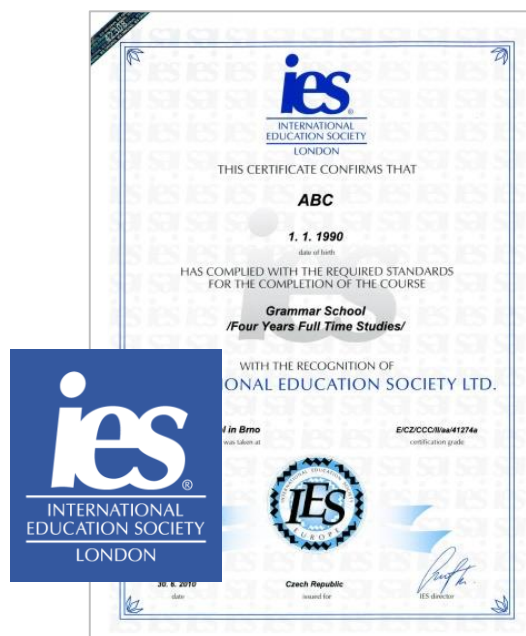 ies
INTERNATIONAL
EDUCATION SOCIETY
LONDON
THIS CERTIFICATE CONFIRMS THAT
ABC
1. 1. 1990
date of birth
HAS COMPLIED WITH THE REQUIRED STANDARDS
FOR THE COMPLETION OF THE COURSE
Grammar School
/Four Years Full Time Studies/
WITH THE RECOGNITION OF
ONAL EDUCATION SOCIETY LTD.
l in Brno
E/CZ/CCC/II/aa/41274a
was taken at
certification grade
IES
EUROPE
30. 6. 2010
Czech Republic
date
issued for
IES director
ies®
INTERNATIONAL
EDUCATION SOCIETY
LONDON